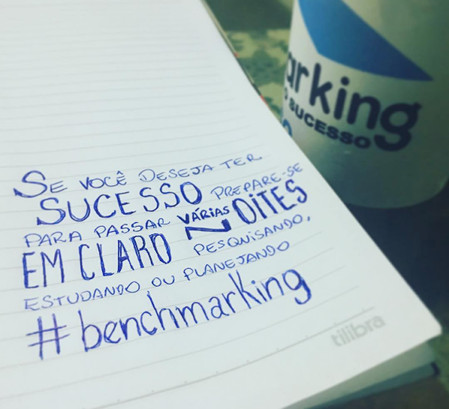 arking
SUCESSO
SE VOCÊ DESEJA TER
SUCESSO PREPARE-SE
PARA PASSAR VÁRIAS NOITES
EM CLARO PESQUISANDO,
ESTUDANDO OU PLANEJANDO
#benchmarking
tilibra